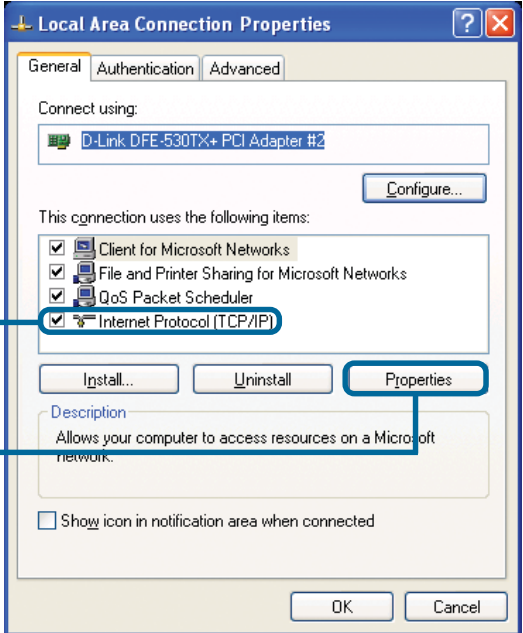 Local Area Connection Properties
General Authentication Advanced
Connect using:
D-Link DFE-530TX+ PCI Adapter #2
Configure...
This connection uses the following items:
Client for Microsoft Networks
File and Printer Sharing for Microsoft Networks
QoS Packet Scheduler
Internet Protocol (TCP/IP)
Install... Uninstall Properties
Description
Allows your computer to access resources on a Microsoft
network.
Show icon in notification area when connected
OK Cancel